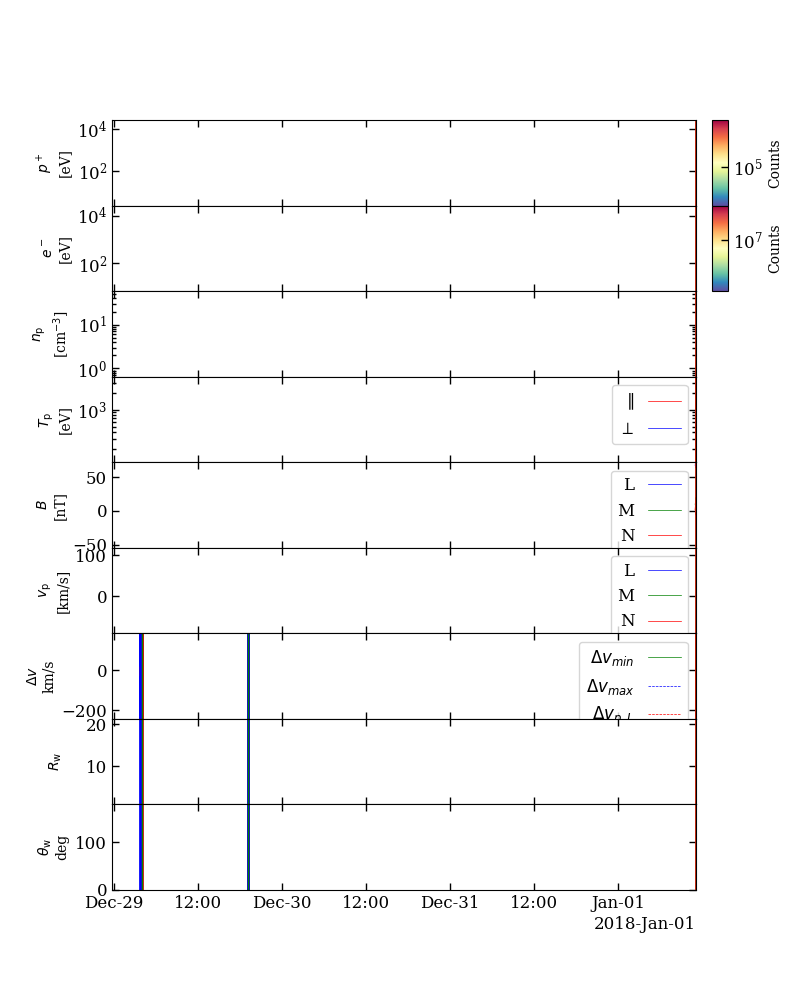 10^4
10^2
p^+
[eV]
10^5
Counts
10^4
10^2
e^−
[eV]
10^7
Counts
10^1
10^0
n_p
[cm^−3]
10^3
T_p
[eV]
∥
⊥
50
0
−50
B
[nT]
L
M
N
100
0
v_p
[km/s]
L
M
N
0
−200
Δv
km/s
Δv_min
Δv_max
20
10
R_w
100
0
θ_w
deg
Dec-29 12:00 Dec-30 12:00 Dec-31 12:00 Jan-01
2018-Jan-01